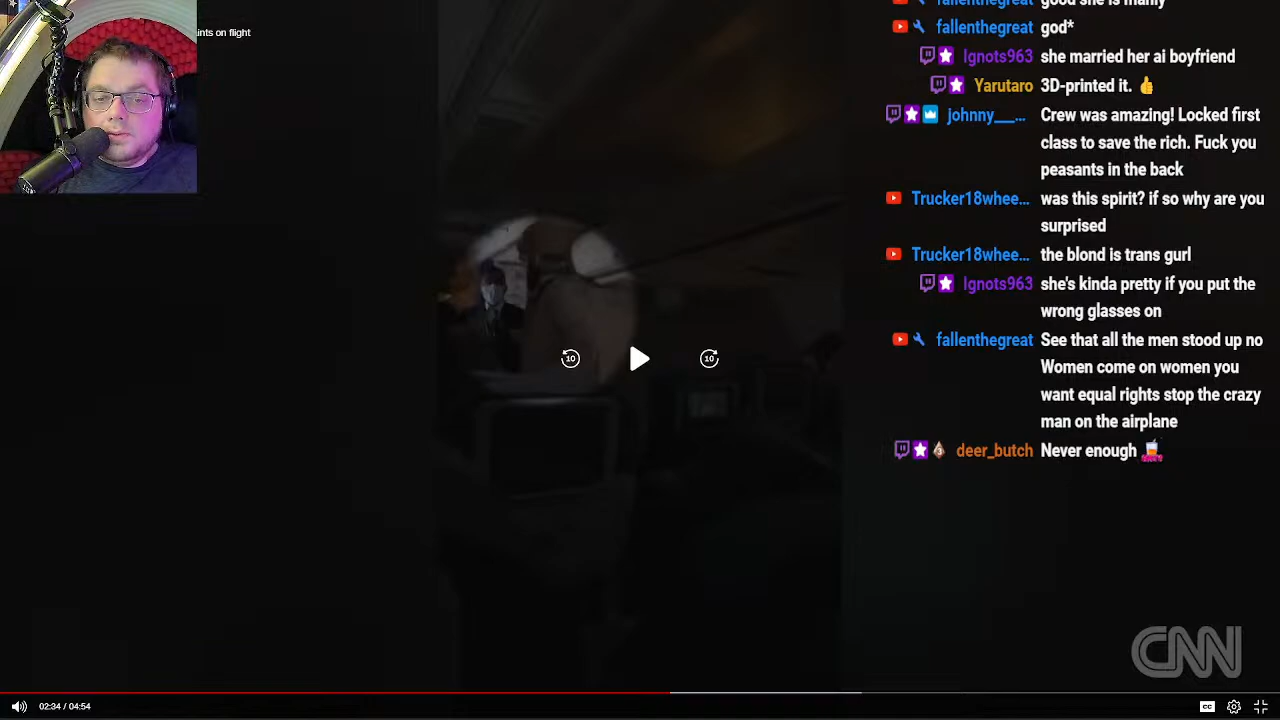 ints on flight
fallenthegreat good she is manly
fallenthegreat god*
Ignots963 she married her ai boyfriend
Yarutaro 3D-printed it. 👍
johnny___... Crew was amazing! Locked first
class to save the rich. Fuck you
peasants in the back
Trucker18whee... was this spirit? if so why are you
surprised
Trucker18whee... the blond is trans gurl
Ignots963 she's kinda pretty if you put the
wrong glasses on
fallenthegreat See that all the men stood up no
Women come on women you
want equal rights stop the crazy
man on the airplane
deer_butch Never enough
10
10
CNN
02:34 / 04:54
CC